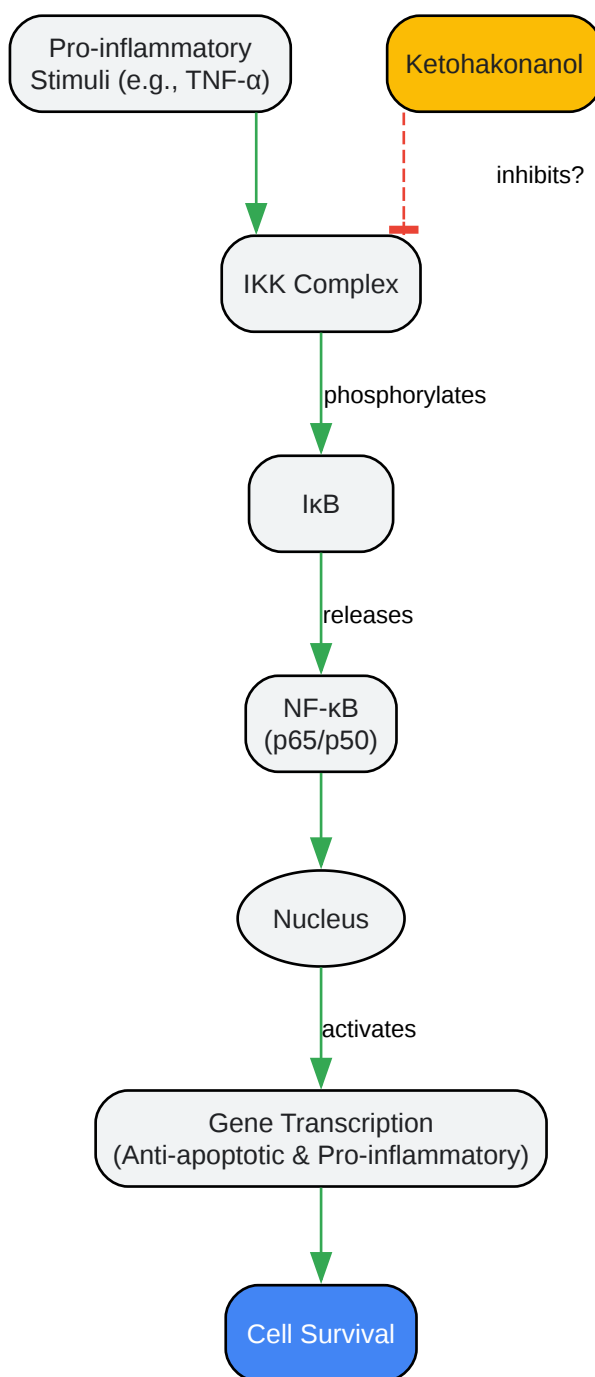 Pro-inflammatory
Stimuli (e.g., TNF-α)
Ketohakonanol
inhibits?
IKK Complex
phosphorylates
IκB
releases
NF-κB
(p65/p50)
Nucleus
activates
Gene Transcription
(Anti-apoptotic & Pro-inflammatory)
Cell Survival